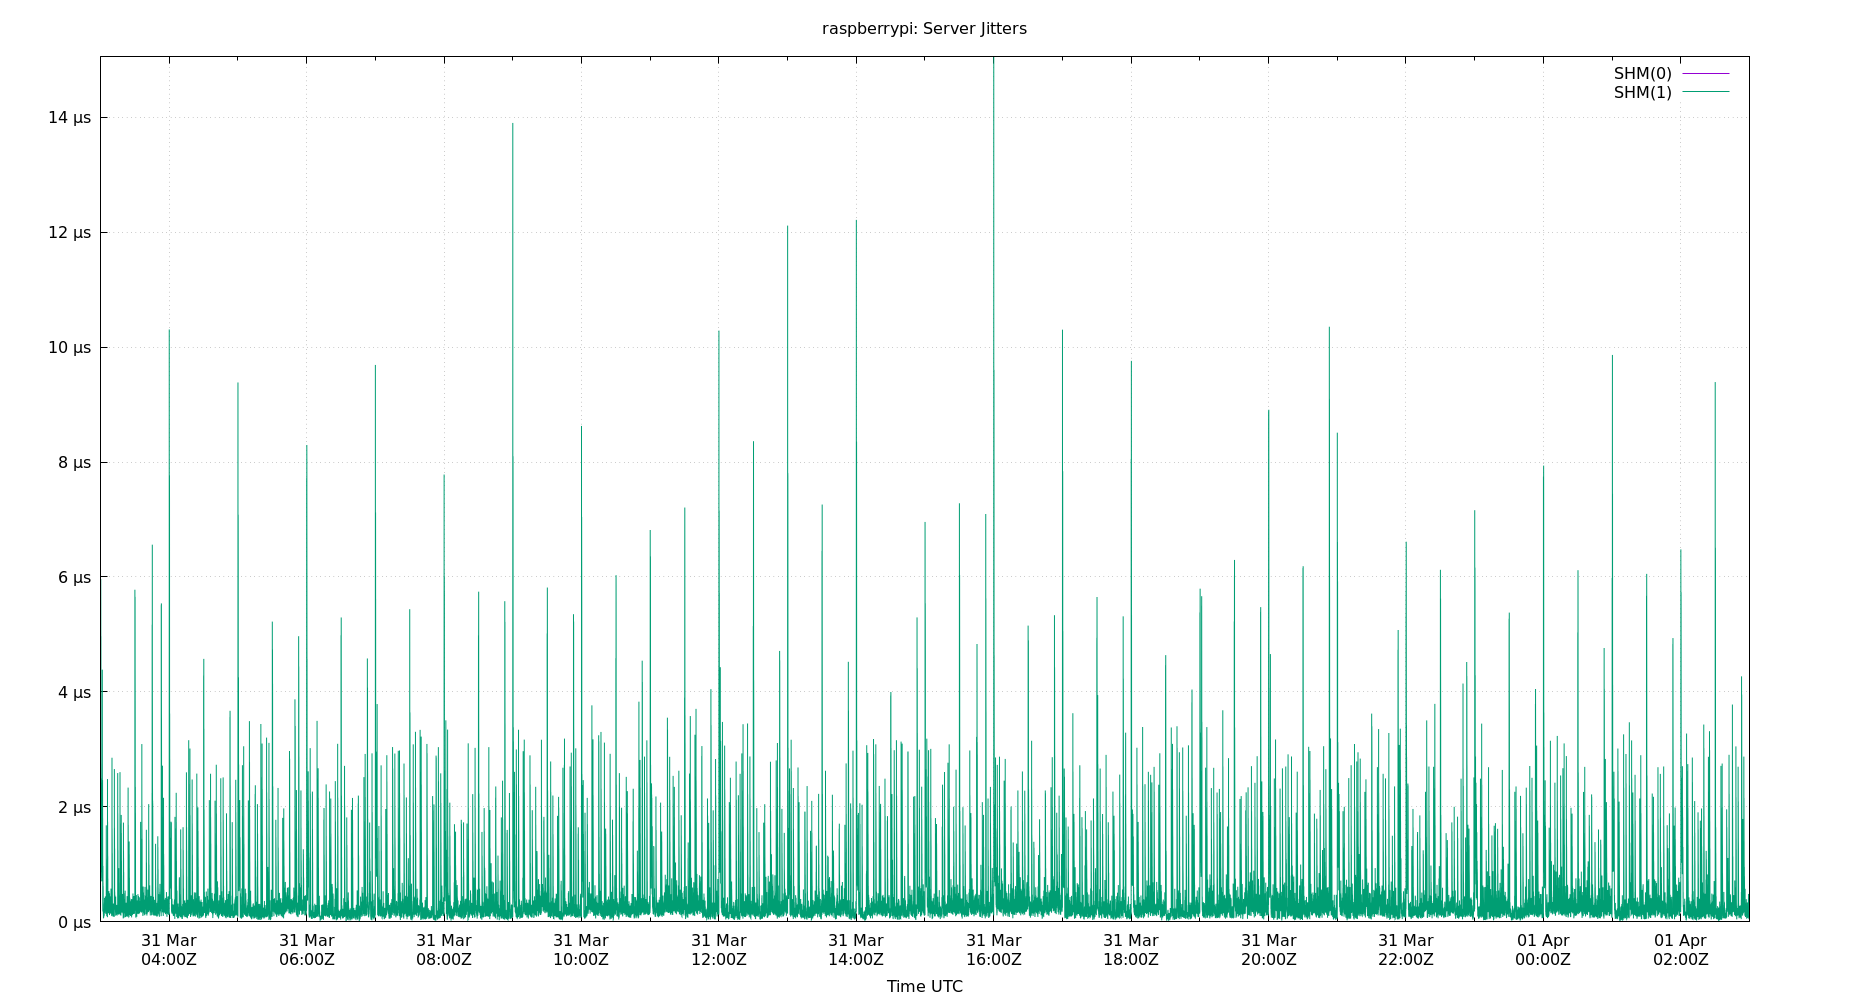 raspberrypi: Server Jitters
SHM(0)
SHM(1)
14 µs
12 µs
10 µs
8 µs
6 µs
4 µs
2 µs
0 µs
31 Mar 31 Mar 31 Mar 31 Mar 31 Mar 31 Mar 31 Mar 31 Mar 31 Mar 31 Mar 01 Apr 01 Apr
04:00Z 06:00Z 08:00Z 10:00Z 12:00Z 14:00Z 16:00Z 18:00Z 20:00Z 22:00Z 00:00Z 02:00Z
Time UTC